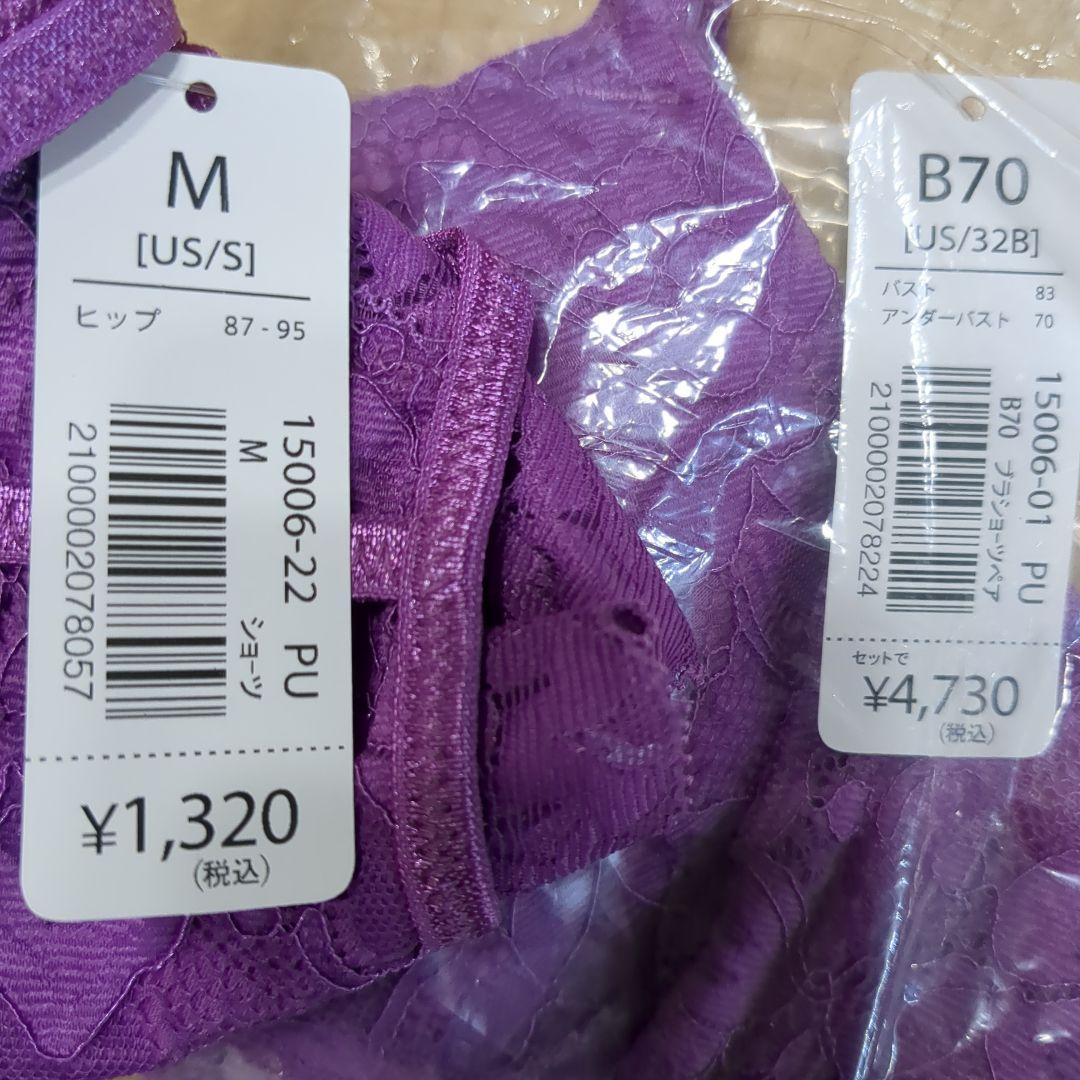 M
[US/S]
ヒップ 87 - 95
15006-22 PU
M ショーツ
2100002078057
¥1,320
(税込)
B70
[US/32B]
バスト 83
アンダーバスト 70
15006-01 PU
B70 ブラショーツペア
2100002078224
セットで
¥4,730
(税込)